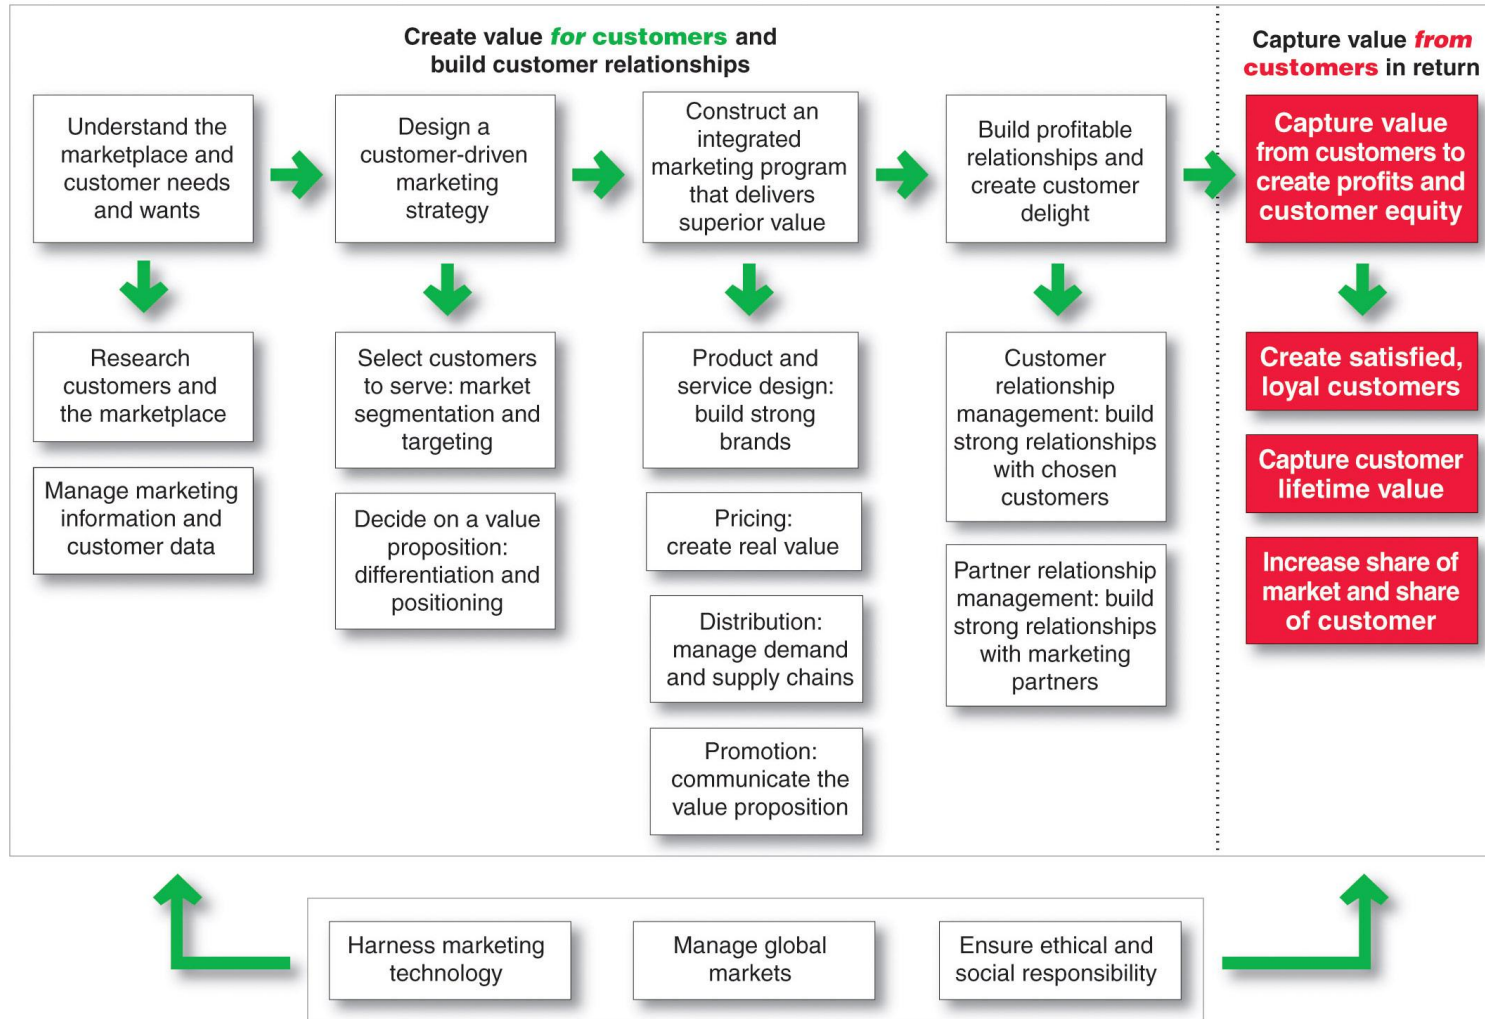 Create value for customers and
build customer relationships
Capture value from
customers in return
Understand the
marketplace and
customer needs
and wants
Design a
customer-driven
marketing
strategy
Construct an
integrated
marketing program
that delivers
superior value
Build profitable
relationships and
create customer
delight
Capture value
from customers to
create profits and
customer equity
Research
customers and
the marketplace
Manage marketing
information and
customer data
Select customers
to serve: market
segmentation and
targeting
Decide on a value
proposition:
differentiation and
positioning
Product and
service design:
build strong
brands
Pricing:
create real value
Distribution:
manage demand
and supply chains
Promotion:
communicate the
value proposition
Customer
relationship
management: build
strong relationships
with chosen
customers
Partner relationship
management: build
strong relationships
with marketing
partners
Create satisfied,
loyal customers
Capture customer
lifetime value
Increase share of
market and share
of customer
Harness marketing
technology
Manage global
markets
Ensure ethical and
social responsibility